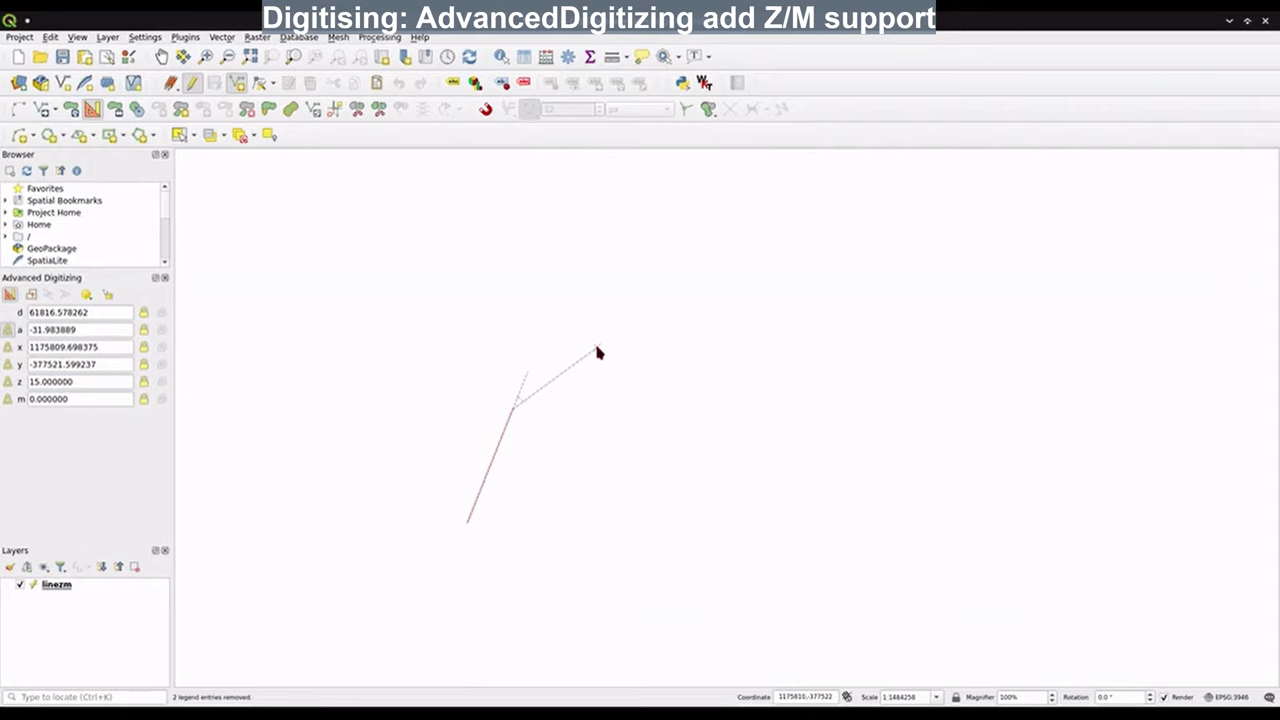 Digitising: AdvancedDigitizing add Z/M support
Project Edit View Layer Settings Plugins Vector Raster Database Mesh Processing Help
12 px
Browser
Favorites
Spatial Bookmarks
Project Home
Home
/
GeoPackage
SpatiaLite
Advanced Digitizing
d 61816.578262
a -31.983889
x 1175809.698375
y -377521.599237
z 15.000000
m 0.000000
Layers
linezm
Type to locate (Ctrl+K) 2 legend entries removed. Coordinate 1175810,-377522 Scale 1:1484258 Magnifier 100% Rotation 0.0 ° Render EPSG:3946